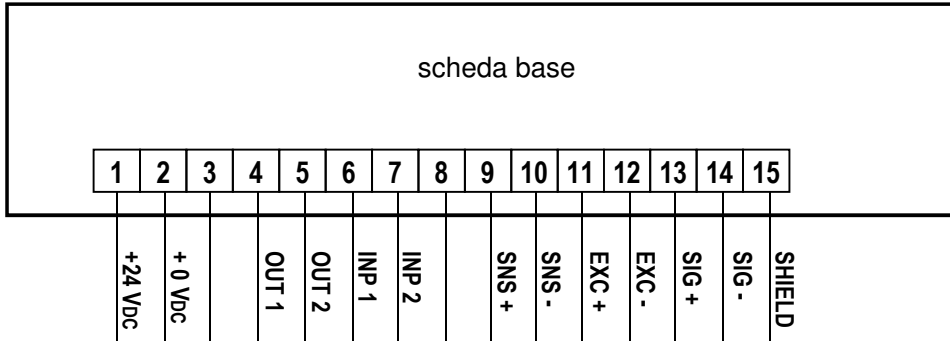 scheda base
1 2 3 4 5 6 7 8 9 10 11 12 13 14 15
+24 VDC
+ 0 VDC
OUT 1
OUT 2
INP 1
INP 2
SNS +
SNS -
EXC +
EXC -
SIG +
SIG -
SHIELD